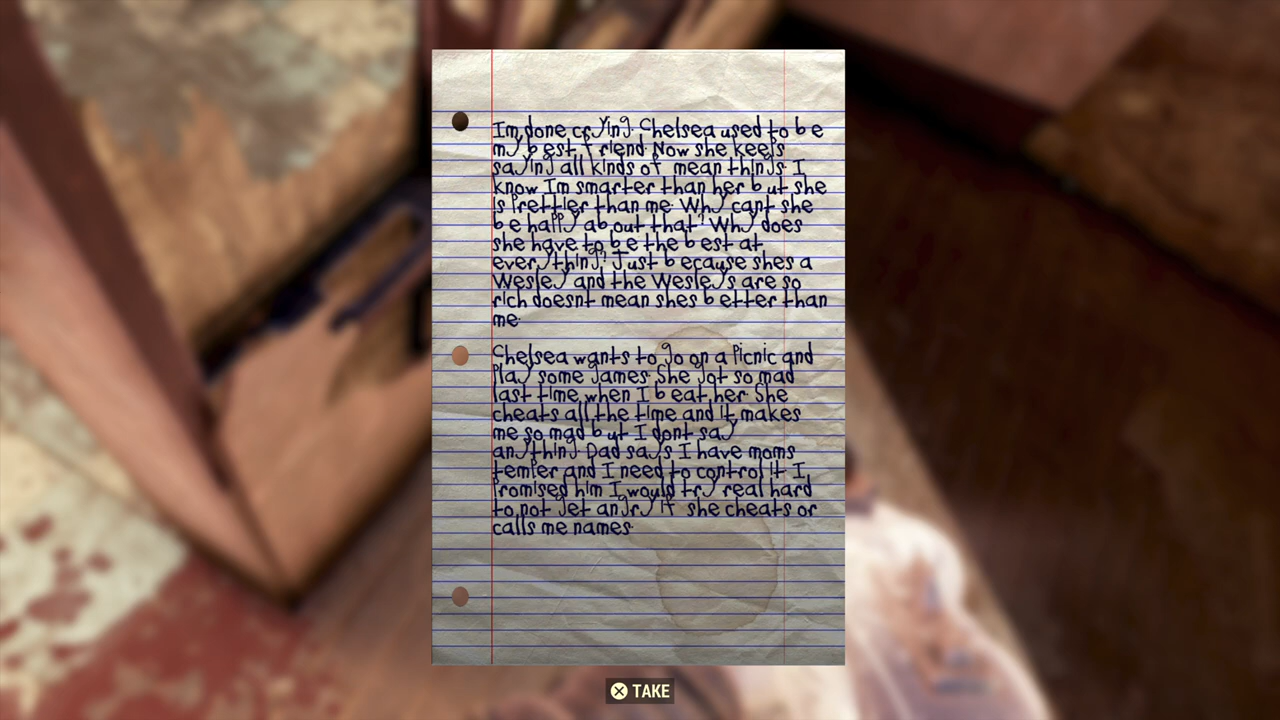 Im done crying. Chelsea used to be
my best friend. Now she keeps
saying all kinds of mean things. I
know Im smarter than her but she
is prettier than me. Why cant she
be happy about that? Why does
she have to be the best at
everything? Just because shes a
Wesley and the Wesleys are so
rich doesnt mean shes better than
me.
Chelsea wants to go on a picnic and
play some games. She got so mad
last time when I beat her. She
cheats all the time and it makes
me so mad but I dont say
anything. Dad says I have moms
temper and I need to control it. I
promised him I would try real hard
to not get angry if she cheats or
calls me names.
TAKE